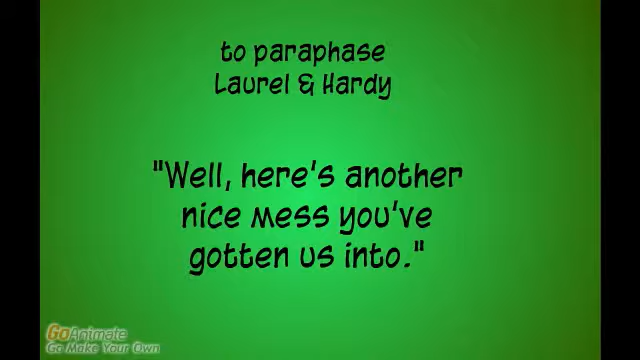 to paraphase
Laurel & Hardy
"Well, here's another
nice mess you've
gotten us into."
GoAnimate
Go Make Your Own